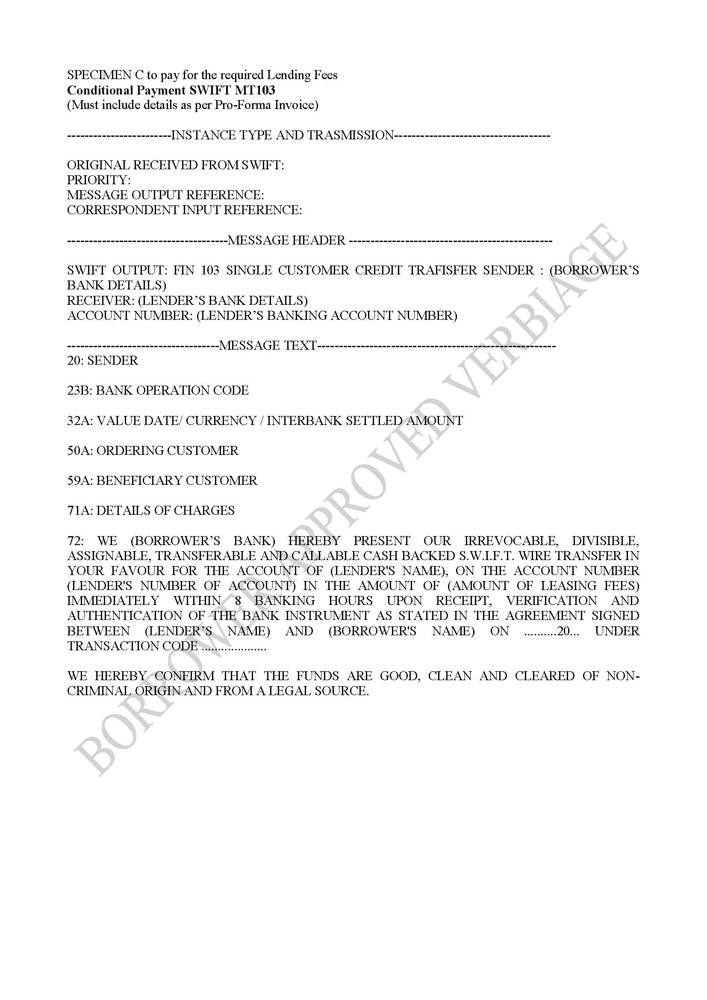 SPECIMEN C to pay for the required Lending Fees
Conditional Payment SWIFT MT103
(Must include details as per Pro-Forma Invoice)
------------------------INSTANCE TYPE AND TRASMISSION------------------------------------
ORIGINAL RECEIVED FROM SWIFT:
PRIORITY:
MESSAGE OUTPUT REFERENCE:
CORRESPONDENT INPUT REFERENCE:
-------------------------------------MESSAGE HEADER -----------------------------------------------
SWIFT OUTPUT: FIN 103 SINGLE CUSTOMER CREDIT TRAFISFER SENDER : (BORROWER’S
BANK DETAILS)
RECEIVER: (LENDER’S BANK DETAILS)
ACCOUNT NUMBER: (LENDER’S BANKING ACCOUNT NUMBER)
-----------------------------------MESSAGE TEXT-------------------------------------------------------
20: SENDER
23B: BANK OPERATION CODE
32A: VALUE DATE/ CURRENCY / INTERBANK SETTLED AMOUNT
50A: ORDERING CUSTOMER
59A: BENEFICIARY CUSTOMER
71A: DETAILS OF CHARGES
72: WE (BORROWER’S BANK) HEREBY PRESENT OUR IRREVOCABLE, DIVISIBLE,
ASSIGNABLE, TRANSFERABLE AND CALLABLE CASH BACKED S.W.I.F.T. WIRE TRANSFER IN
YOUR FAVOUR FOR THE ACCOUNT OF (LENDER'S NAME), ON THE ACCOUNT NUMBER
(LENDER'S NUMBER OF ACCOUNT) IN THE AMOUNT OF (AMOUNT OF LEASING FEES)
IMMEDIATELY WITHIN 8 BANKING HOURS UPON RECEIPT, VERIFICATION AND
AUTHENTICATION OF THE BANK INSTRUMENT AS STATED IN THE AGREEMENT SIGNED
BETWEEN (LENDER’S NAME) AND (BORROWER'S NAME) ON ..........20... UNDER
TRANSACTION CODE ....................
WE HEREBY CONFIRM THAT THE FUNDS ARE GOOD, CLEAN AND CLEARED OF NON-
CRIMINAL ORIGIN AND FROM A LEGAL SOURCE.
BORROWER APPROVED VERBIAGE